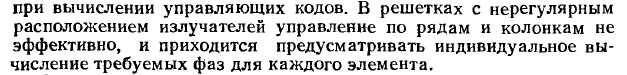 при вычислении управляющих кодов. В решетках с нерегулярным
расположением излучателей управление по рядам и колонкам не
эффективно, и приходится предусматривать индивидуальное вы-
числение требуемых фаз для каждого элемента.